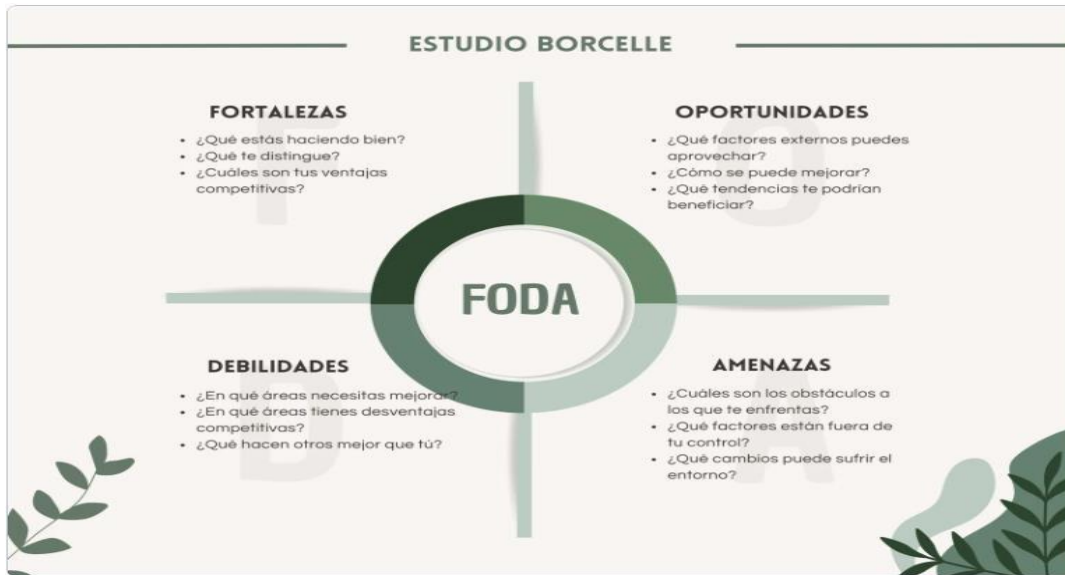 ESTUDIO BORCELLE
FORTALEZAS
• ¿Qué estás haciendo bien?
• ¿Qué te distingue?
• ¿Cuáles son tus ventajas
competitivas?
OPORTUNIDADES
• ¿Qué factores externos puedes
aprovechar?
• ¿Cómo se puede mejorar?
• ¿Qué tendencias te podrían
beneficiar?
FODA
DEBILIDADES
• ¿En qué áreas necesitas mejorar?
• ¿En qué áreas tienes desventajas
competitivas?
• ¿Qué hacen otros mejor que tú?
AMENAZAS
• ¿Cuáles son los obstáculos a
los que te enfrentas?
• ¿Qué factores están fuera de
tu control?
• ¿Qué cambios puede sufrir el
entorno?
F
O
D
A